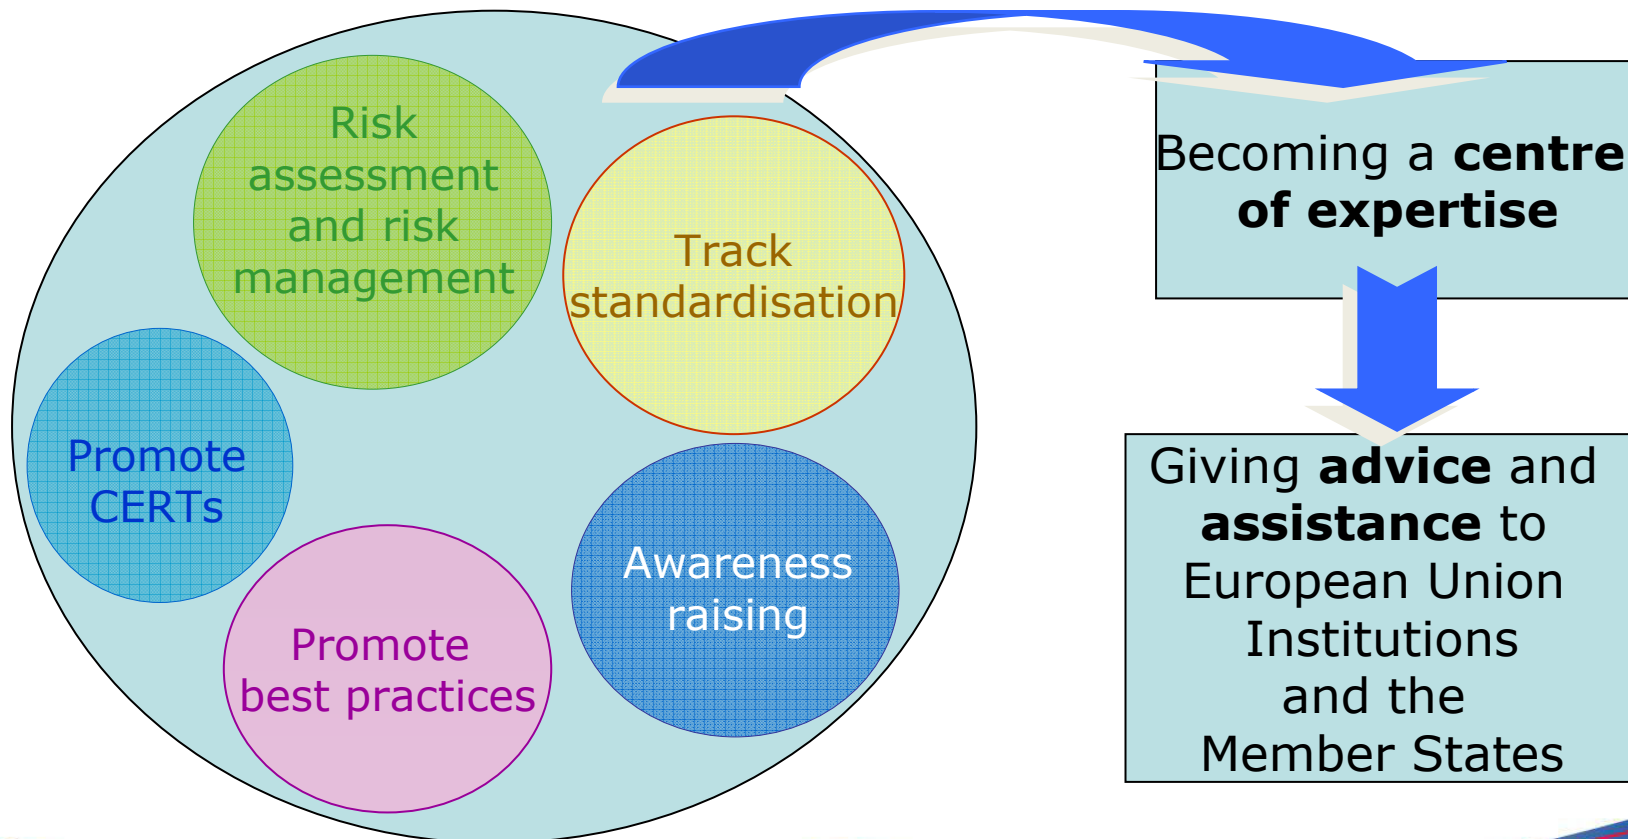 Risk
assessment
and risk
management
Track
standardisation
Promote
CERTs
Awareness
raising
Promote
best practices
Becoming a centre
of expertise
Giving advice and
assistance to
European Union
Institutions
and the
Member States